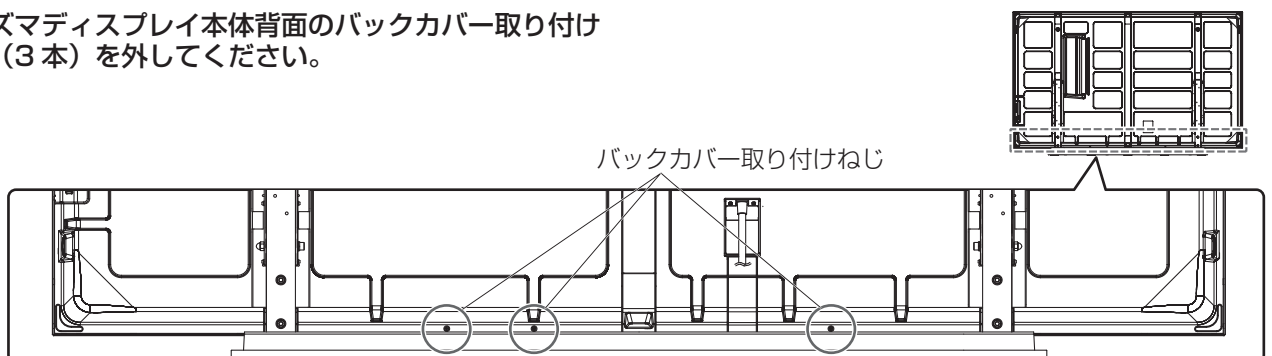 ズマディスプレイ本体背面のバックカバー取り付け
（3 本）を外してください。
バックカバー取り付けねじ